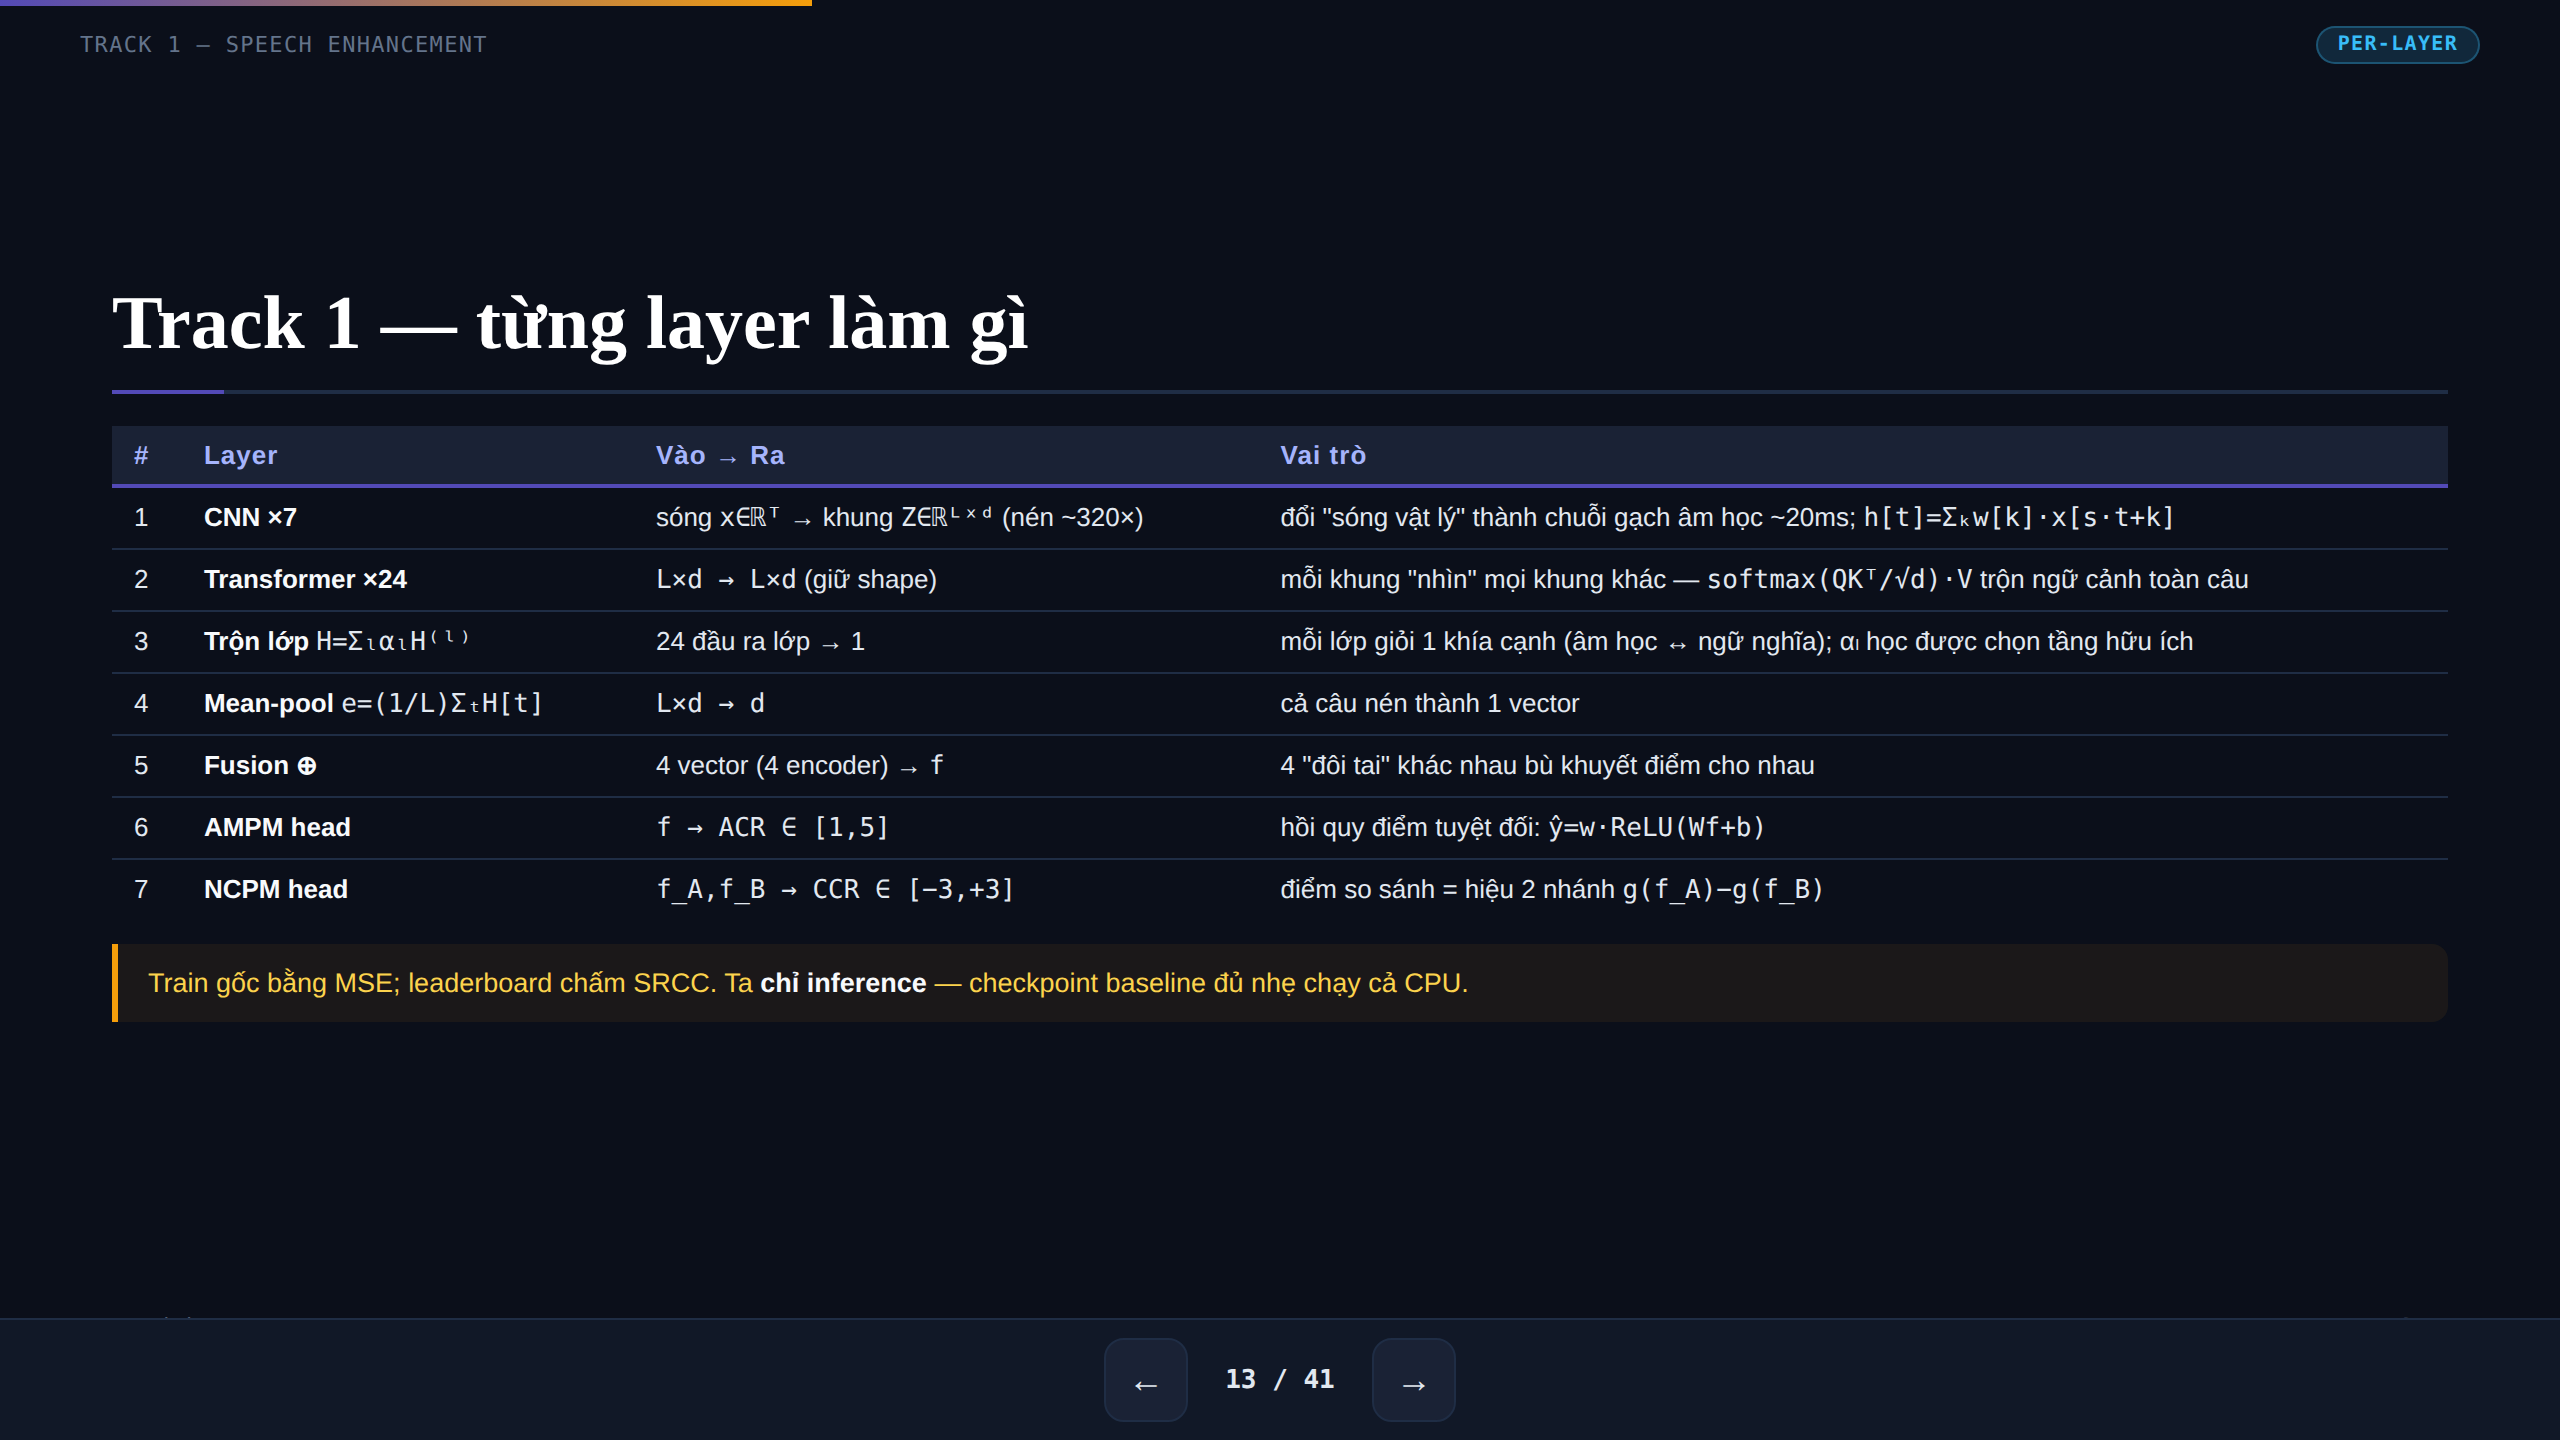 TRACK 1 — SPEECH ENHANCEMENT
PER-LAYER
Track 1 — từng layer làm gì
# Layer Vào → Ra Vai trò
1 CNN ×7 sóng x∈ℝᵀ → khung Z∈ℝᴸˣᵈ (nén ~320×) đổi "sóng vật lý" thành chuỗi gạch âm học ~20ms; h[t]=Σₖw[k]·x[s·t+k]
2 Transformer ×24 L×d → L×d (giữ shape) mỗi khung "nhìn" mọi khung khác — softmax(QKᵀ/√d)·V trộn ngữ cảnh toàn câu
3 Trộn lớp H=ΣₗαₗH⁽ˡ⁾ 24 đầu ra lớp → 1 mỗi lớp giỏi 1 khía cạnh (âm học ↔ ngữ nghĩa); αₗ học được chọn tầng hữu ích
4 Mean-pool e=(1/L)ΣₜH[t] L×d → d cả câu nén thành 1 vector
5 Fusion ⊕ 4 vector (4 encoder) → f 4 "đôi tai" khác nhau bù khuyết điểm cho nhau
6 AMPM head f → ACR ∈ [1,5] hồi quy điểm tuyệt đối: ŷ=w·ReLU(Wf+b)
7 NCPM head f_A,f_B → CCR ∈ [−3,+3] điểm so sánh = hiệu 2 nhánh g(f_A)−g(f_B)
Train gốc bằng MSE; leaderboard chấm SRCC. Ta chỉ inference — checkpoint baseline đủ nhẹ chạy cả CPU.
← 13 / 41 →